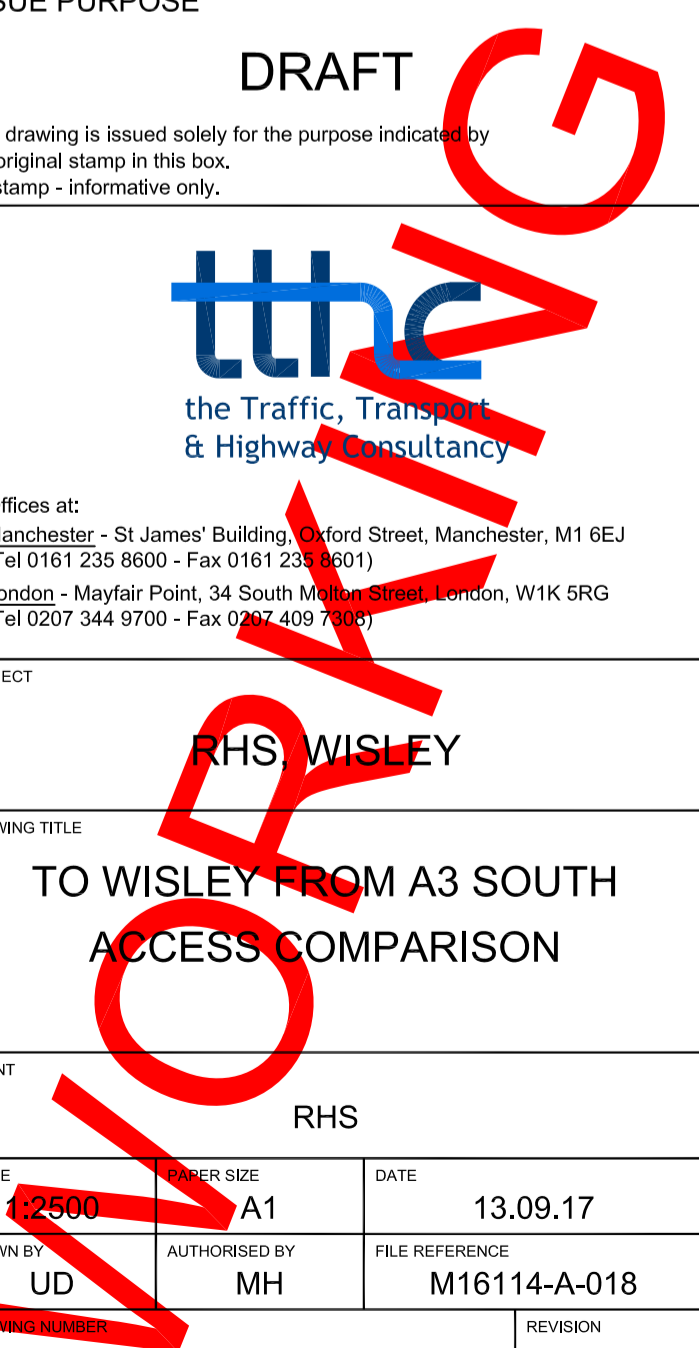 SUE PURPOSE
DRAFT
drawing is issued solely for the purpose indicated by
original stamp in this box.
stamp - informative only.
tthc
the Traffic, Transport
& Highway Consultancy
ffices at:
anchester - St James' Building, Oxford Street, Manchester, M1 6EJ
Tel 0161 235 8600 - Fax 0161 235 8601)
ondon - Mayfair Point, 34 South Molton Street, London, W1K 5RG
Tel 0207 344 9700 - Fax 0207 409 7308)
ECT
RHS, WISLEY
WING TITLE
TO WISLEY FROM A3 SOUTH
ACCESS COMPARISON
NT
RHS
E PAPER SIZE DATE
1:2500 A1 13.09.17
WN BY AUTHORISED BY FILE REFERENCE
UD MH M16114-A-018
WING NUMBER REVISION
WORKING